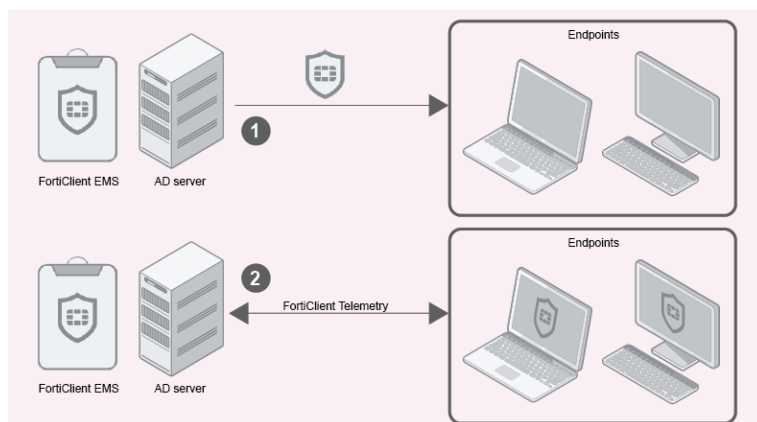 Endpoints
1
FortiClient EMS
AD server
Endpoints
2
FortiClient Telemetry
FortiClient EMS
AD server